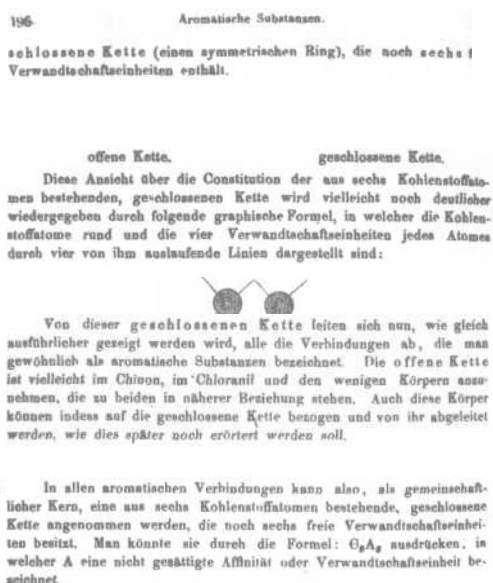 196
Aromatische Substanzen.
schlossene Kette (einen symmetrischen Ring), die noch sechs f
Verwandtschaftseinheiten enthält.
offene Kette.
geschlossene Kette.
Diese Ansicht über die Constitution der aus sechs Kohlenstoffato-
men bestehenden, geschlossenen Kette wird vielleicht noch deutlicher
wiedergegeben durch folgende graphische Formel, in welcher die Kohlen-
stoffatome rund und die vier Verwandtschaftseinheiten jedes Atomes
durch vier von ihm auslaufende Linien dargestellt sind:
Von dieser geschlossenen Kette leiten sich nun, wie gleich
ausführlicher gezeigt werden wird, alle die Verbindungen ab, die man
gewöhnlich als aromatische Substanzen bezeichnet. Die offene Kette
ist vielleicht im Chinon, im Chloranil und den wenigen Körpern anzu-
nehmen, die zu beiden in näherer Beziehung stehen. Auch diese Körper
können indess auf die geschlossene Kette bezogen und von ihr abgeleitet
werden, wie dies später noch erörtert werden soll.
In allen aromatischen Verbindungen kann also, als gemeinschaft-
licher Kern, eine aus sechs Kohlenstoffatomen bestehende, geschlossene
Kette angenommen werden, die noch sechs freie Verwandtschaftseinhei-
ten besitzt. Man könnte sie durch die Formel: Ꞓ₆A₆ ausdrücken, in
welcher A eine nicht gesättigte Affinität oder Verwandtschaftseinheit be-
zeichnet